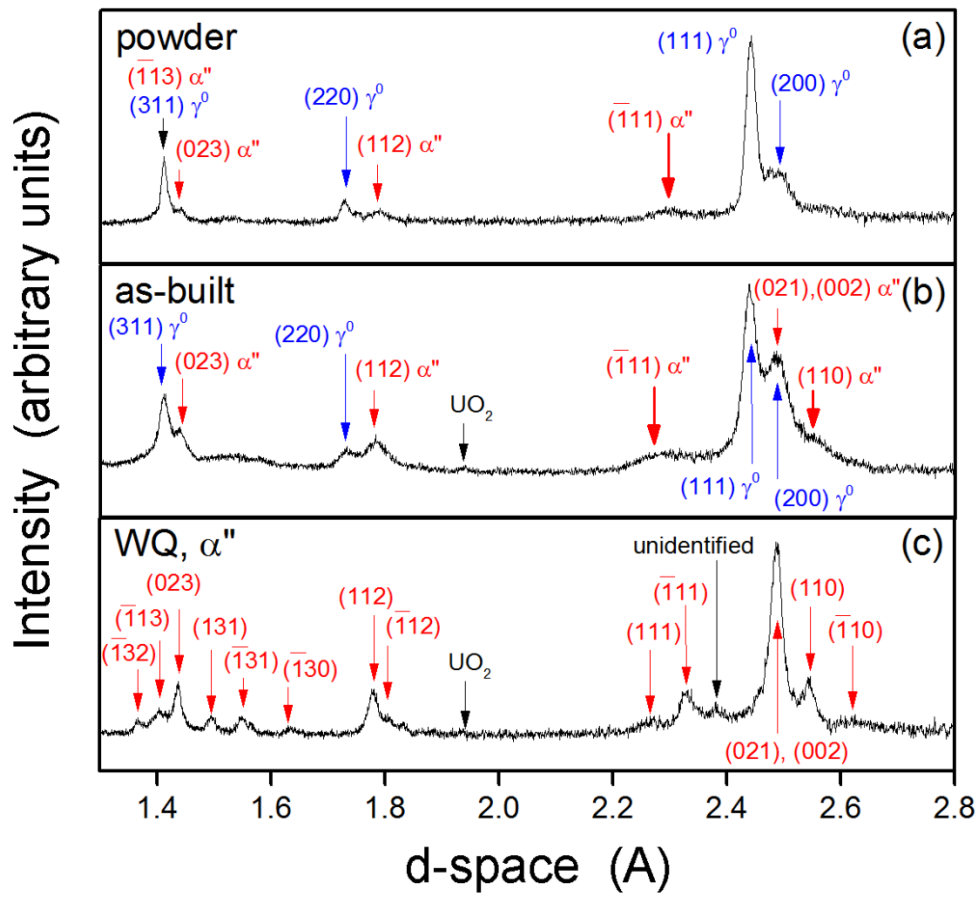 powder
(a)
(1̅13) α"
(311) γ⁰
(023) α"
(220) γ⁰
(112) α"
(1̅11) α"
(111) γ⁰
(200) γ⁰
as-built
(b)
(311) γ⁰
(023) α"
(220) γ⁰
(112) α"
UO₂
(1̅11) α"
(021),(002) α"
(110) α"
(111) γ⁰
(200) γ⁰
WQ, α"
(c)
(1̅32)
(1̅13)
(023)
(131)
(1̅31)
(1̅30)
(112)
(1̅12)
UO₂
(111)
(1̅11)
unidentified
(110)
(1̅10)
(021), (002)
1.4 1.6 1.8 2.0 2.2 2.4 2.6 2.8
d-space (A)
Intensity (arbitrary units)